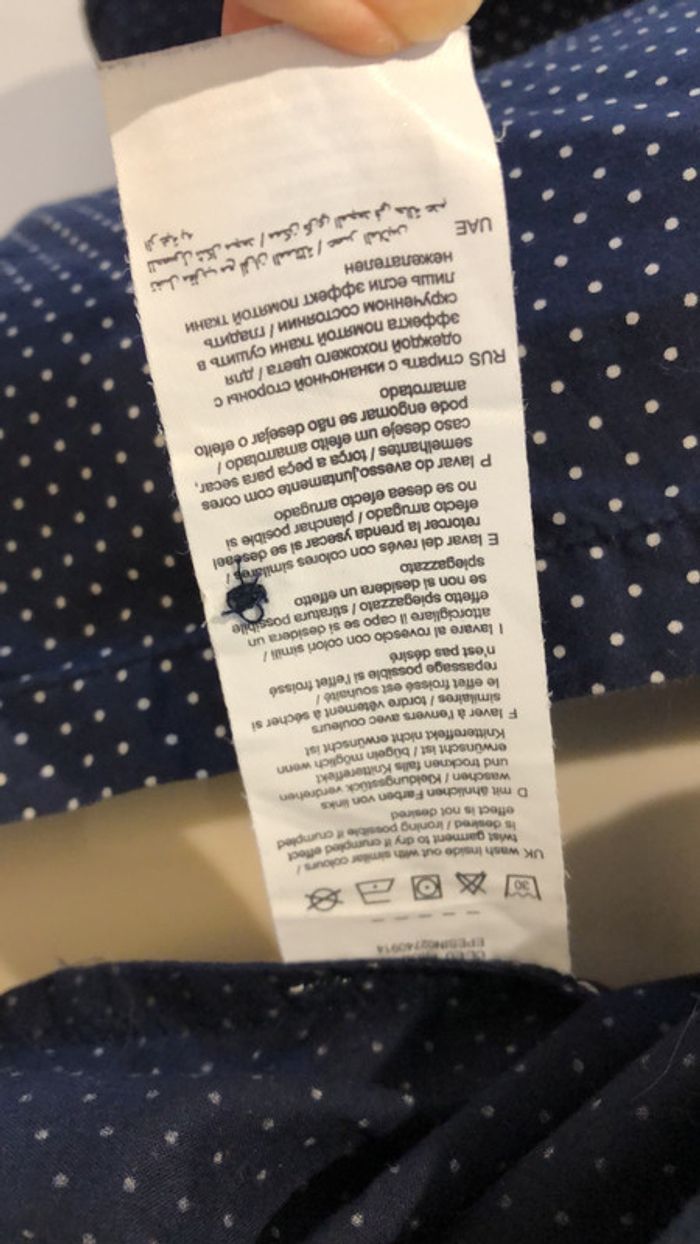 EPESIN02740914
30
UK wash inside out with similar colours /
twist garment to dry if crumpled effect
is desired / ironing possible if crumpled
effect is not desired
D mit ähnlichen Farben von links
waschen / Kleidungsstück verdrehen
und trocknen falls Knittereffekt
erwünscht ist / bügeln möglich wenn
Knittereffekt nicht erwünscht ist
F laver à l'envers avec couleurs
similaires / tordre vêtement à sécher si
le effet froisse est souhaité /
repassage possible si l'effet froissé
n'est pas désiré
I lavare al rovescio con colori simili /
attorcigliare il capo se si desidera un
effetto spiegazzato / stiratura possibile
se non si desidera un effetto
spiegazzato
E lavar del revés con colores similares /
retorcer la prenda ysecar si se deseael
efecto arrugado / planchar posible si
no se desea efecto arrugado
P lavar do avesso,juntamente com cores
semelhantes / torça a peça para secar,
caso deseje um efeito amarrotado /
pode engomar se não desejar o efeito
amarrotado
RUS стирать с изнаночной стороны с
одеждой похожего цвета / для
эффекта помятой ткани сушить в
скрученном состоянии / гладить
лишь если эффект помятой ткани
нежелателен
UAE